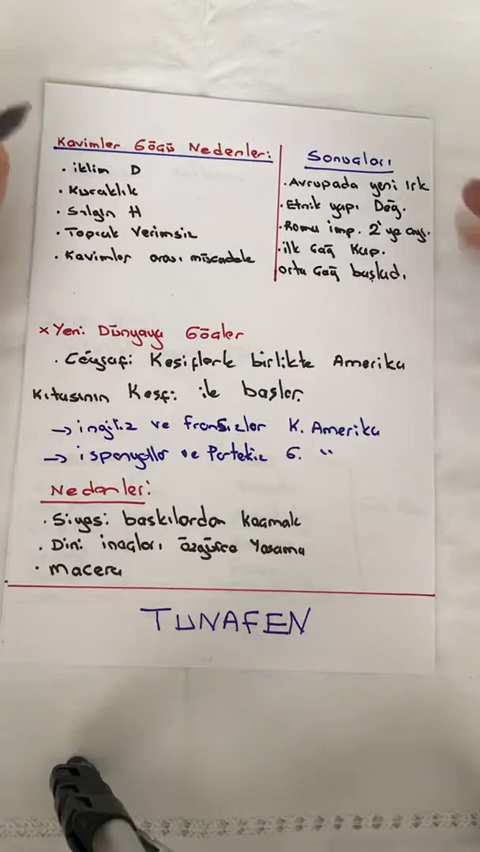 Kavimler Göçü Nedenler:
• iklim D
• Kuraklık
• Salgın H
• Toprak Verimsiz
• Kavimler arası mücadele
Sonuçları
• Avrupada yeni ırk
• Etnik yapı Değ.
• Roma imp. 2'ye ayr.
• ilk Çağ Kap.
orta Çağ başladı
x Yeni Dünyaya Göçler
• Coğrafi Keşiflerle birlikte Amerika
Kıtasının Keşfi ile başlar.
→ ingiliz ve fransızlar K. Amerika
→ ispanyollar ve Portekiz G. "
Nedenleri:
• Siyasi baskılardan kaçmak
• Dini inaçları özgürce Yaşama
• Macera
TUNAFEN